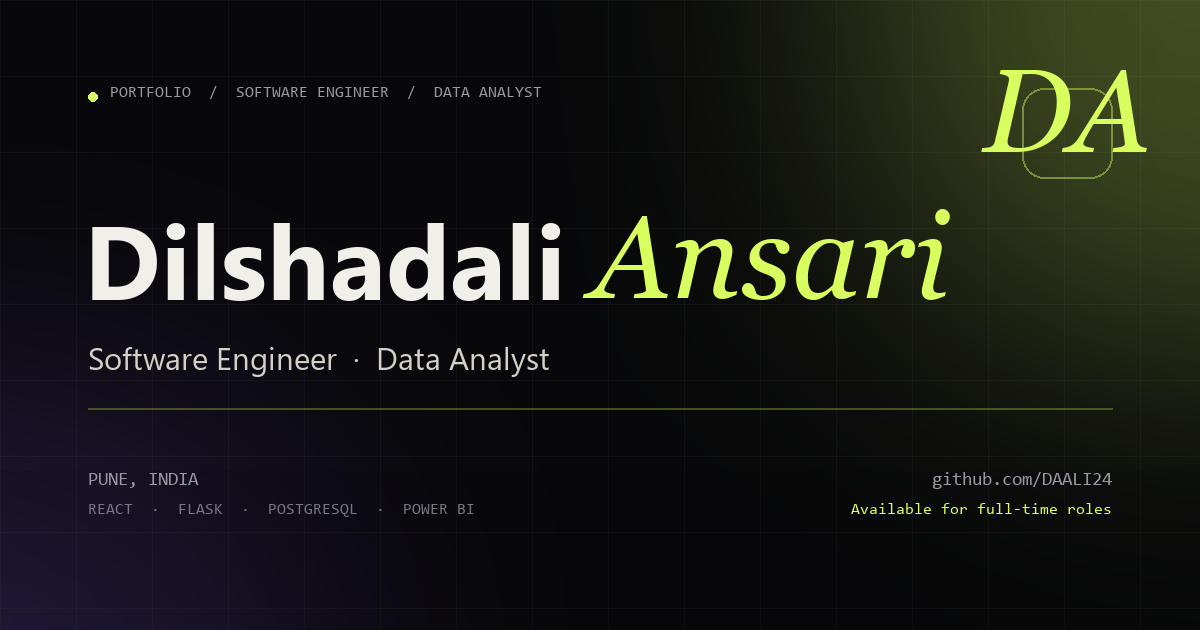 PORTFOLIO / SOFTWARE ENGINEER / DATA ANALYST
DA
Dilshadali Ansari
Software Engineer · Data Analyst
PUNE, INDIA
github.com/DAALI24
REACT · FLASK · POSTGRESQL · POWER BI
Available for full-time roles